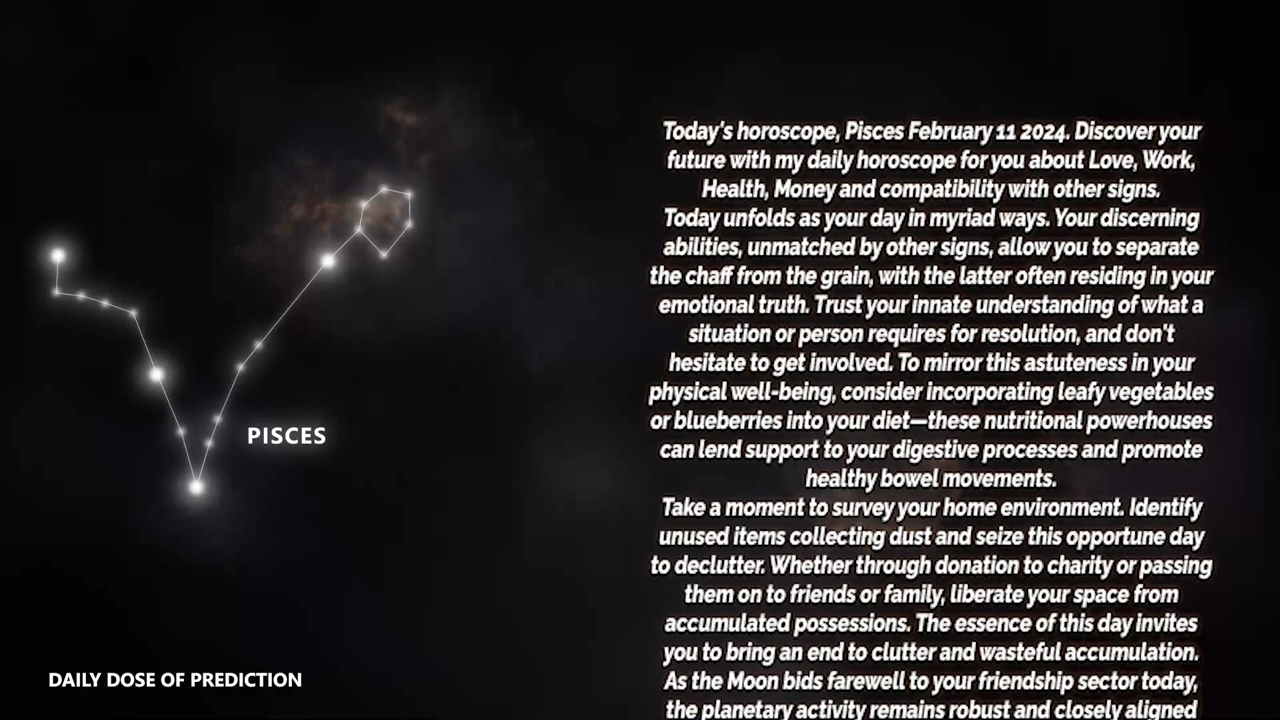 Today's horoscope, Pisces February 11 2024. Discover your
future with my daily horoscope for you about Love, Work,
Health, Money and compatibility with other signs.
Today unfolds as your day in myriad ways. Your discerning
abilities, unmatched by other signs, allow you to separate
the chaff from the grain, with the latter often residing in your
emotional truth. Trust your innate understanding of what a
situation or person requires for resolution, and don't
hesitate to get involved. To mirror this astuteness in your
physical well-being, consider incorporating leafy vegetables
or blueberries into your diet—these nutritional powerhouses
can lend support to your digestive processes and promote
healthy bowel movements.
Take a moment to survey your home environment. Identify
unused items collecting dust and seize this opportune day
to declutter. Whether through donation to charity or passing
them on to friends or family, liberate your space from
accumulated possessions. The essence of this day invites
you to bring an end to clutter and wasteful accumulation.
As the Moon bids farewell to your friendship sector today,
the planetary activity remains robust and closely aligned
PISCES
DAILY DOSE OF PREDICTION